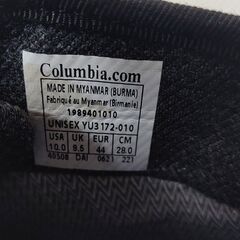 Columbia.com
MADE IN MYANMAR (BURMA)
Fabriqué au Myanmar (Birmanie)
1989401010
UNISEX YU3172-010
USA UK EUR CM
10.0 9.5 44 28.0
40508 DAI 0621 221